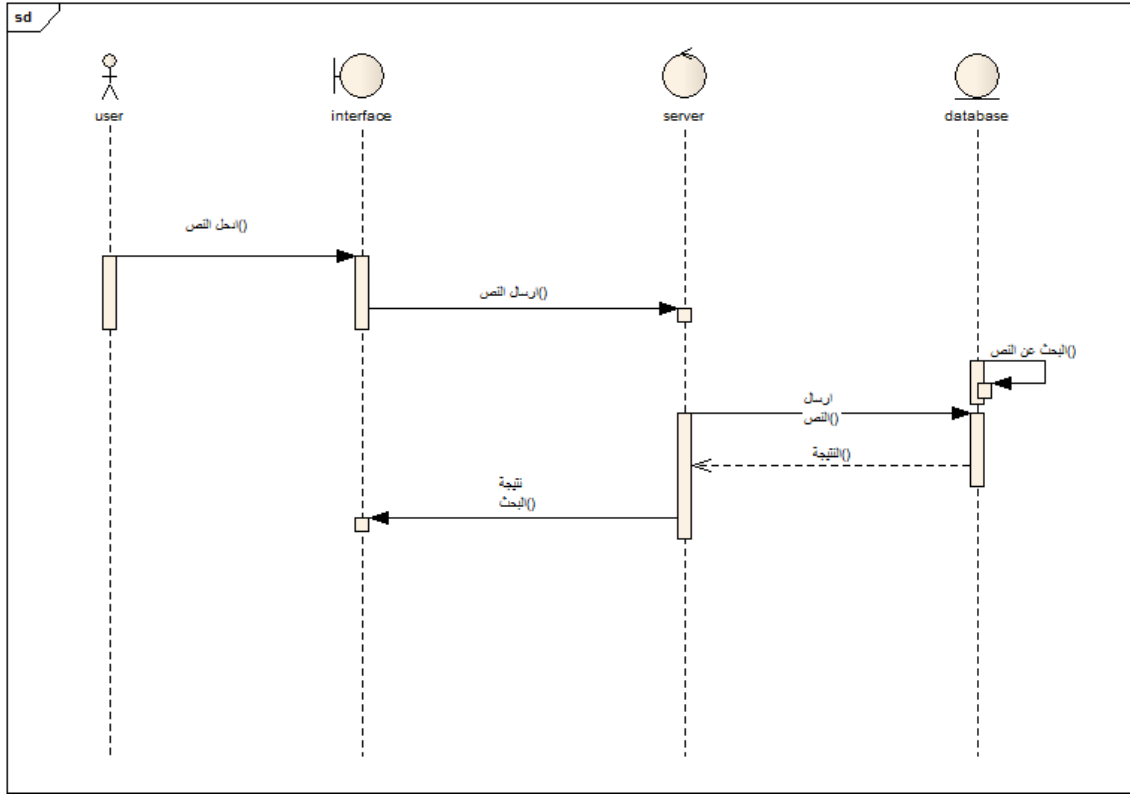 sd
user
interface
server
database
ادخل النص()
ارسال النص()
البحث عن النص()
ارسال
النص()
النتيجة()
نتيجة
البحث()